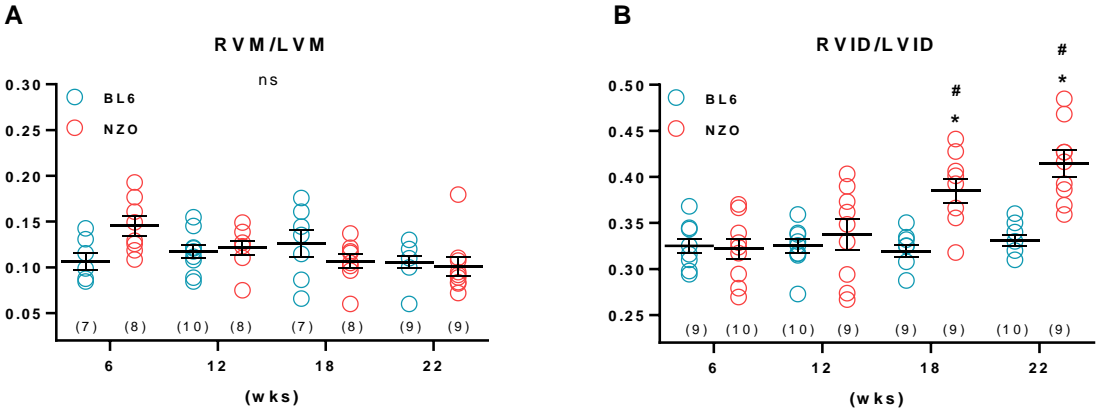 A
RVM/LVM
ns
0.30
0.25
0.20
0.15
0.10
0.05
BL6
NZO
(7) (8) (10) (8) (7) (8) (9) (9)
6 12 18 22
(wks)
B
RVID/LVID
# #
* *
0.50
0.45
0.40
0.35
0.30
0.25
BL6
NZO
(9) (10) (10) (9) (9) (9) (10) (9)
6 12 18 22
(wks)